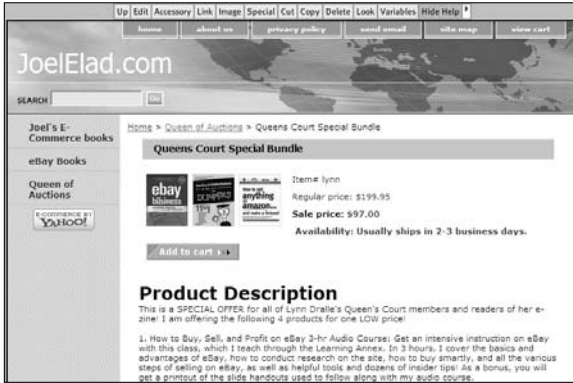 Up Edit Accessory Link Image Special Cut Copy Delete Look Variables Hide Help
home about us privacy policy send email site map view cart
JoelElad.com
SEARCH Go
Joel's E-
Commerce books
eBay Books
Queen of
Auctions
E-COMMERCE BY
YAHOO!
Home > Queen of Auctions > Queens Court Special Bundle
Queens Court Special Bundle
ebay
business
DUMMIES
anything
amazon
Item# lynn
Regular price: $199.95
Sale price: $97.00
Availability: Usually ships in 2-3 business days.
Add to cart
Product Description
This is a SPECIAL OFFER for all of Lynn Dralle's Queen's Court members and readers of her e-
zine! I am offering the following 4 products for one LOW price!
1. How to Buy, Sell, and Profit on eBay 3-hr Audio Course: Get an intensive instruction on eBay
with this class, which I teach through the Learning Annex. In 3 hours, I cover the basics and
advantages of eBay, how to conduct research on the site, how to buy smartly, and all the various
steps of selling on eBay, as well as helpful tools and dozens of insider tips! As a bonus, you will
get a printout of the slide handouts used to follow along with my audio course.